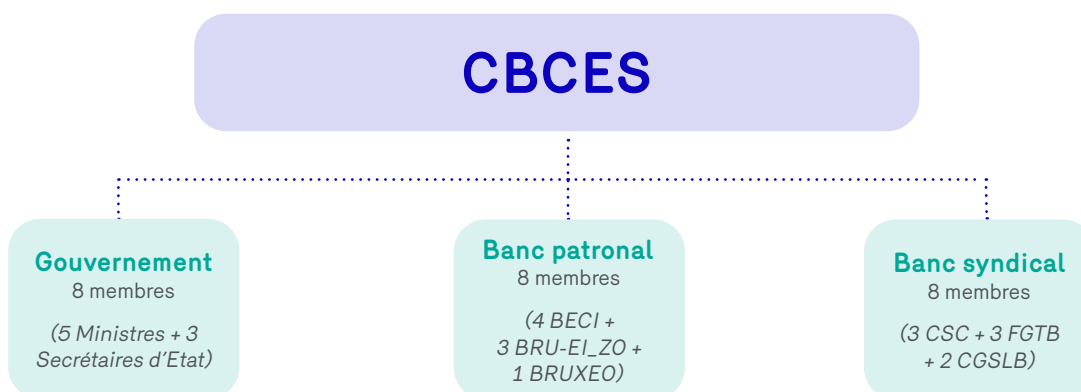 CBCES
Gouvernement
8 membres
(5 Ministres + 3
Secrétaires d'Etat)
Banc patronal
8 membres
(4 BECI +
3 BRU-EI_ZO +
1 BRUXEO)
Banc syndical
8 membres
(3 CSC + 3 FGTB
+ 2 CGSLB)